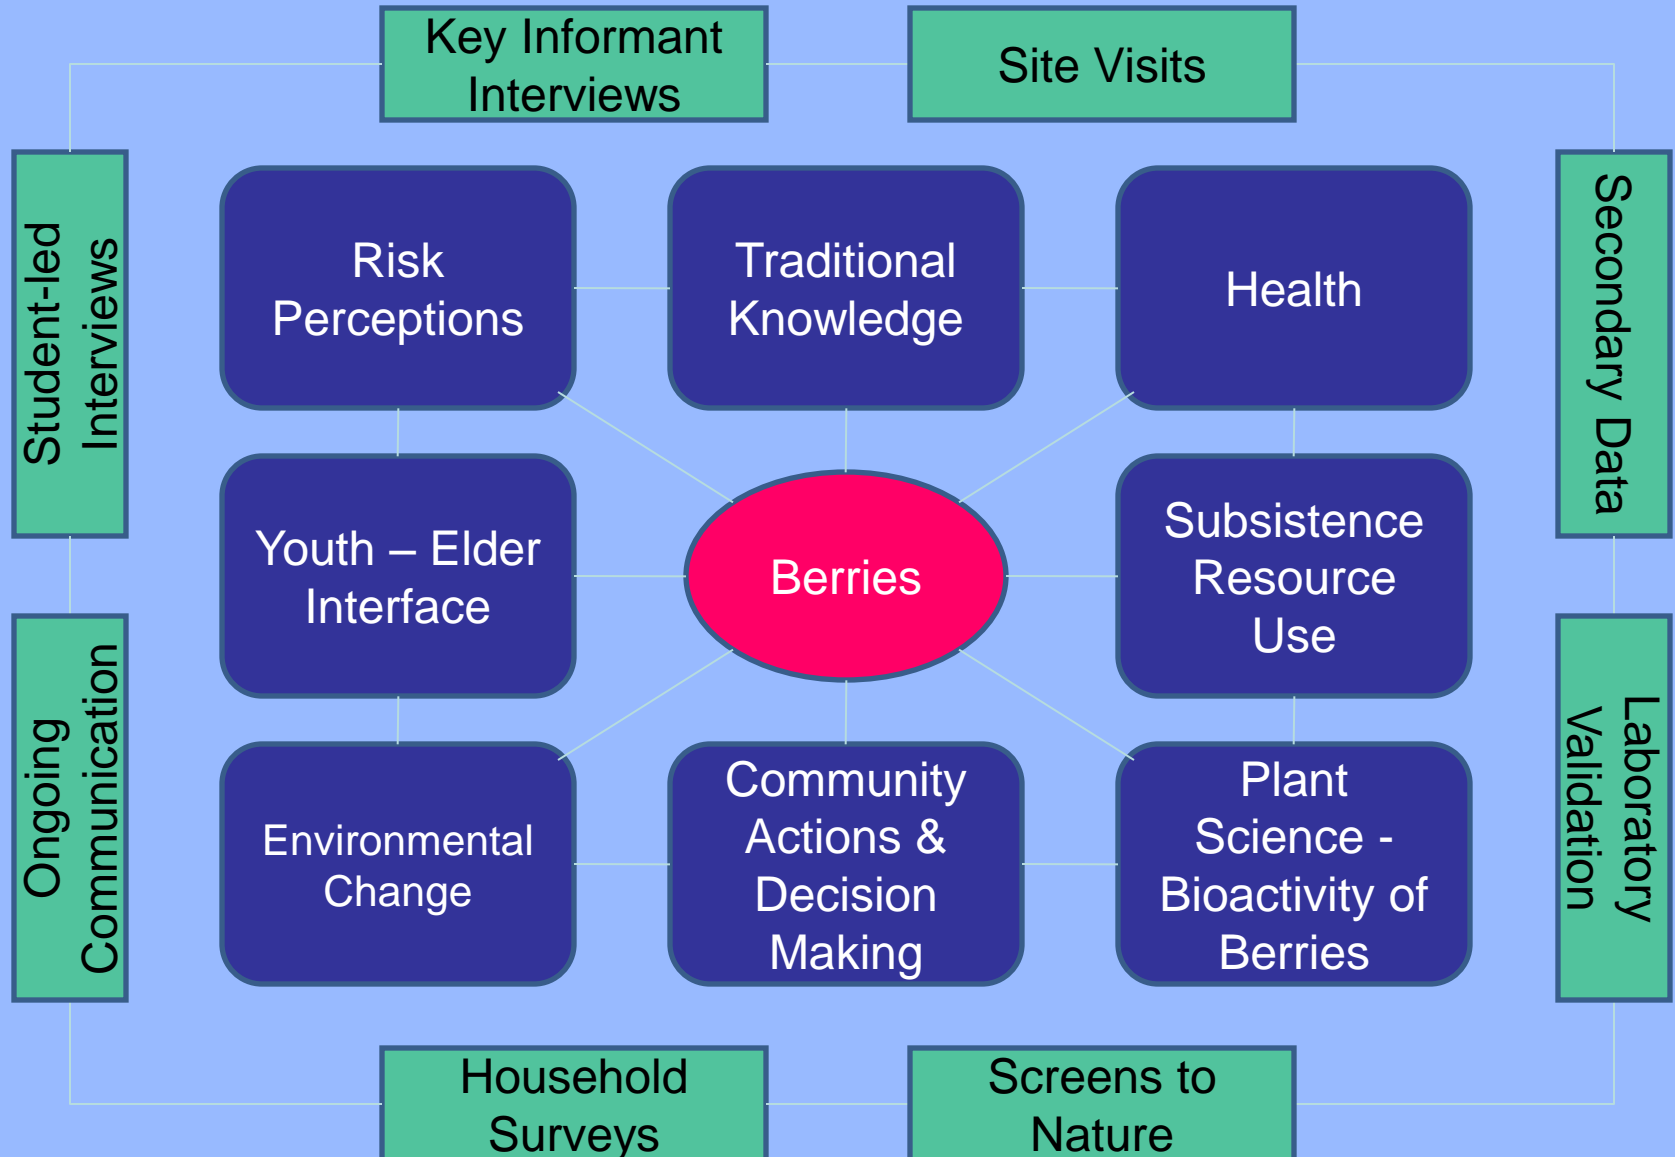 Key Informant
Interviews
Site Visits
Student-led
Interviews
Risk
Perceptions
Traditional
Knowledge
Health
Secondary Data
Youth – Elder
Interface
Berries
Subsistence
Resource
Use
Ongoing
Communication
Environmental
Change
Community
Actions &
Decision
Making
Plant
Science -
Bioactivity of
Berries
Laboratory
Validation
Household
Surveys
Screens to
Nature